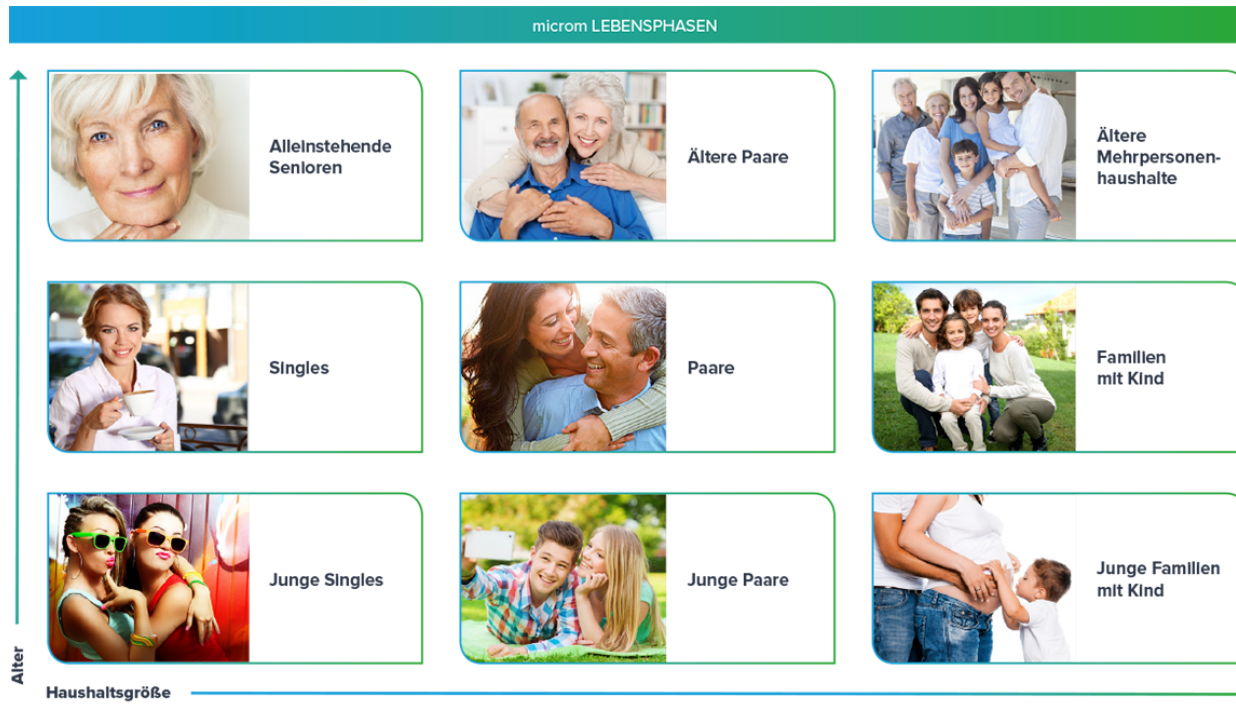 microm LEBENSPHASEN
Alleinstehende
Senioren
Ältere Paare
Ältere
Mehrpersonen-
haushalte
Singles
Paare
Familien
mit Kind
Junge Singles
Junge Paare
Junge Familien
mit Kind
Alter
Haushaltsgröße